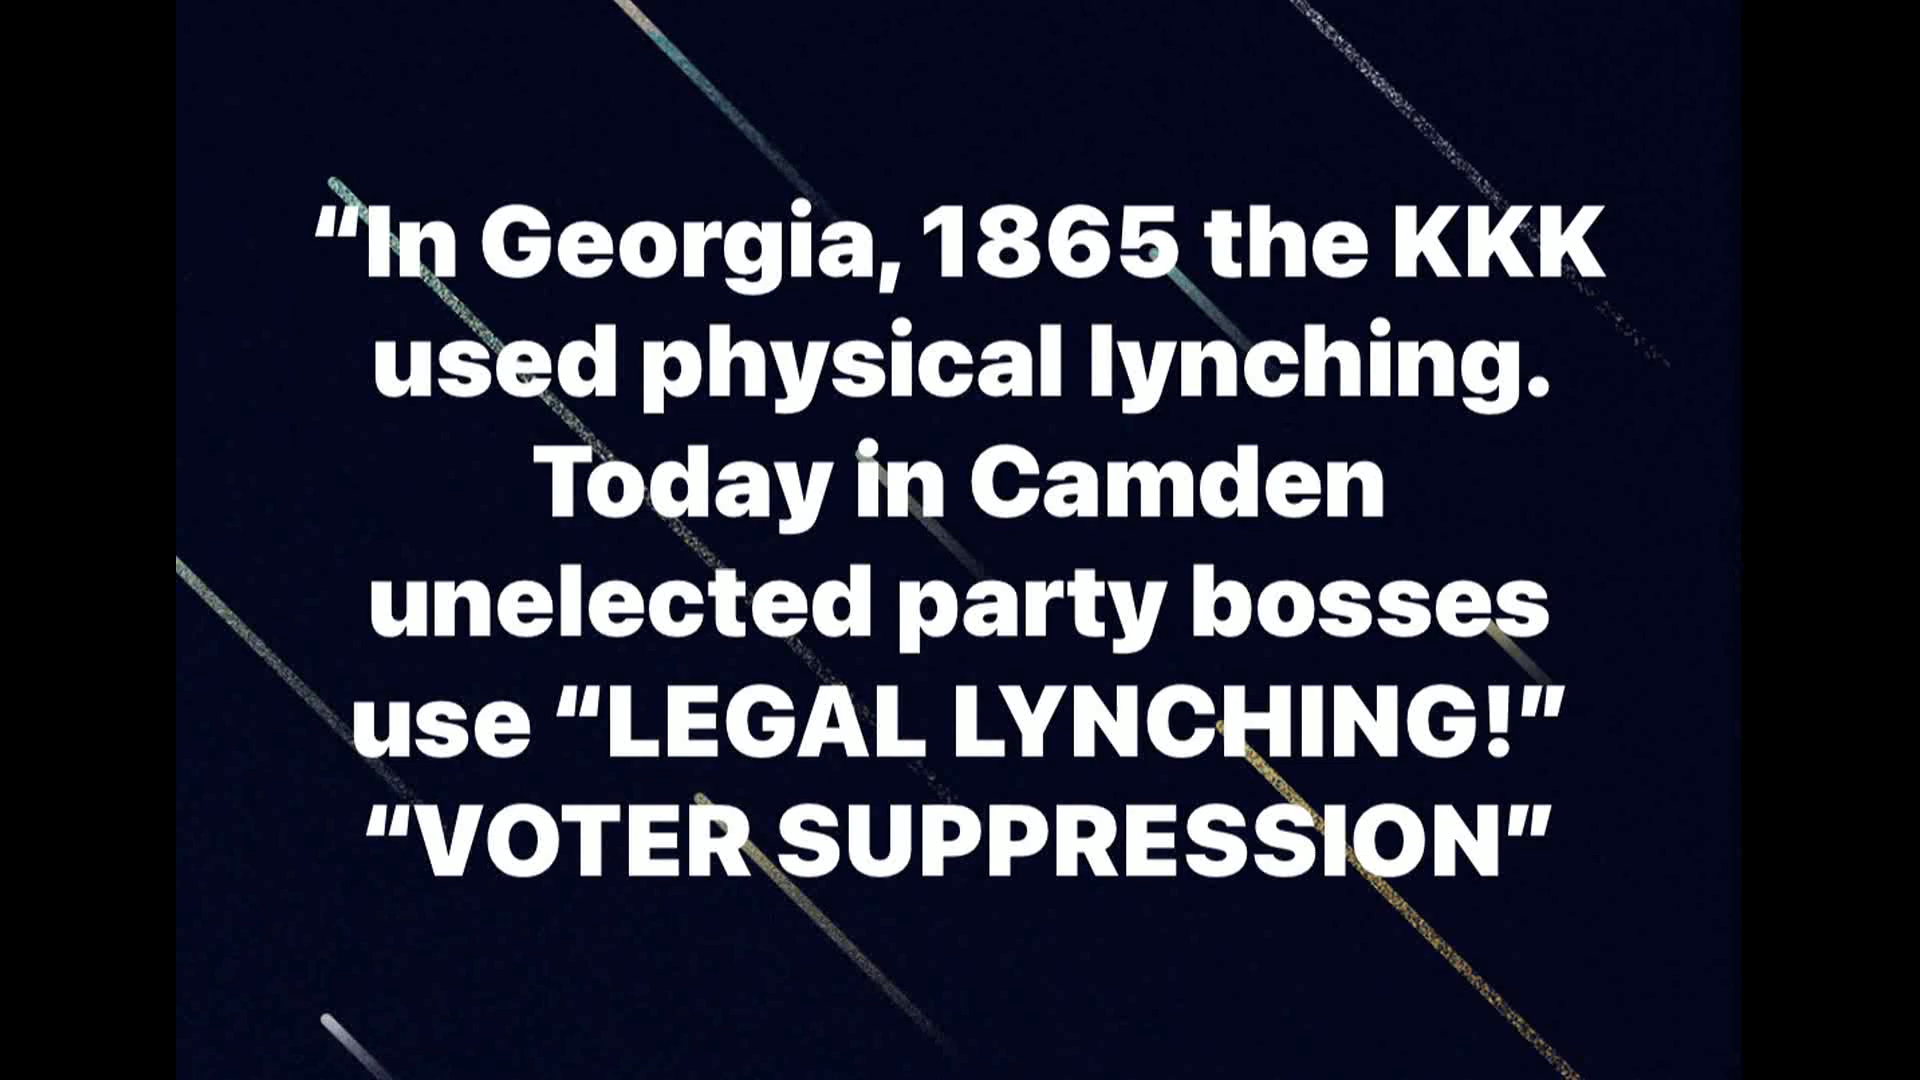 “In Georgia, 1865 the KKK
used physical lynching.
Today in Camden
unelected party bosses
use “LEGAL LYNCHING!”
“VOTER SUPPRESSION”